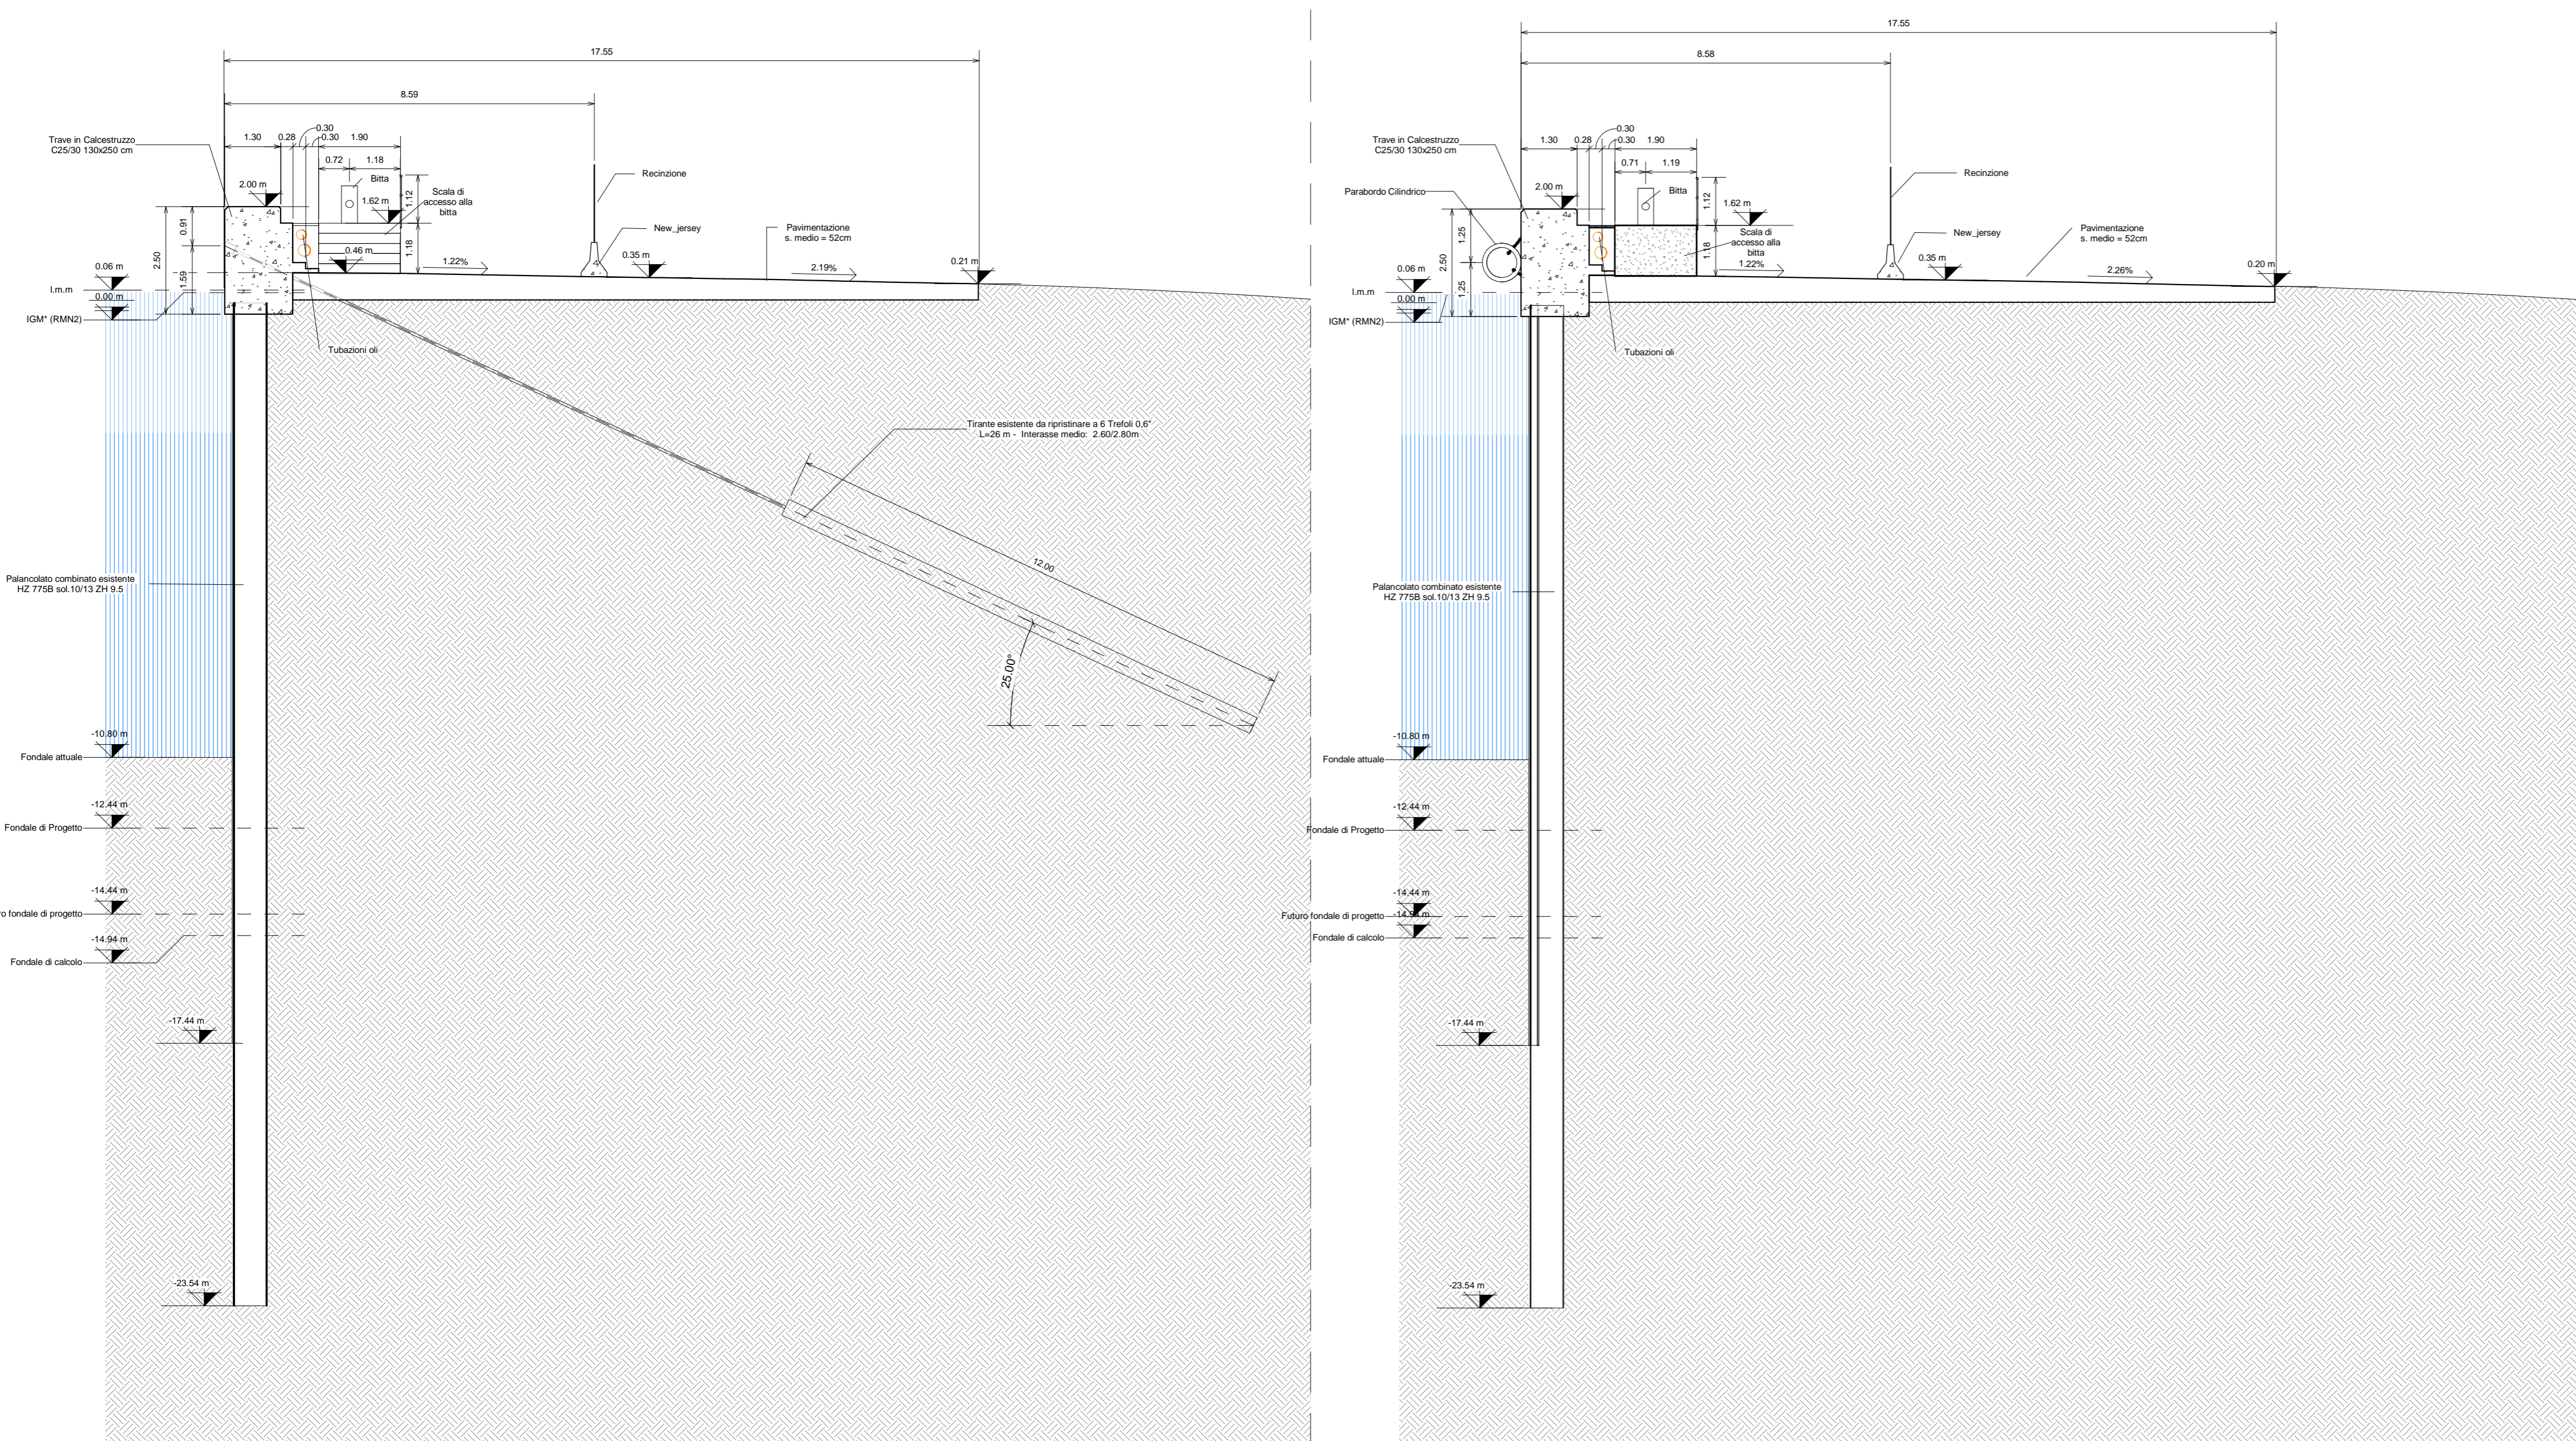 17.55
8.59
0.30
1.30 0.28 0.30 1.90
0.72 1.18
Trave in Calcestruzzo
C25/30 130x250 cm
Bitta
Recinzione
2.00 m
1.62 m
1.12
Scala di
accesso alla
bitta
0.91
2.50
1.59
1.18
0.46 m
New_jersey
Pavimentazione
s. medio = 52cm
1.22%
0.35 m
2.19%
0.21 m
0.06 m
l.m.m
0.00 m
IGM* (RMN2)
Tubazioni oli
Tirante esistente da ripristinare a 6 Trefoli 0,6"
L=26 m - Interasse medio: 2.60/2.80m
12.00
25.00°
Palancolato combinato esistente
HZ 775B sol.10/13 ZH 9.5
-10.80 m
Fondale attuale
-12.44 m
Fondale di Progetto
-14.44 m
ro fondale di progetto
-14.94 m
Fondale di calcolo
-17.44 m
-23.54 m
17.55
8.58
0.30
1.30 0.28 0.30 1.90
0.71 1.19
Trave in Calcestruzzo
C25/30 130x250 cm
Parabordo Cilindrico
Bitta
Recinzione
2.00 m
1.62 m
1.12
1.25
2.50
1.25
1.18
Scala di
accesso alla
bitta
New_jersey
Pavimentazione
s. medio = 52cm
1.22%
0.35 m
2.26%
0.20 m
0.06 m
l.m.m
0.00 m
IGM* (RMN2)
Tubazioni oli
Palancolato combinato esistente
HZ 775B sol.10/13 ZH 9.5
-10.80 m
Fondale attuale
-12.44 m
Fondale di Progetto
-14.44 m
Futuro fondale di progetto
-14.94 m
Fondale di calcolo
-17.44 m
-23.54 m